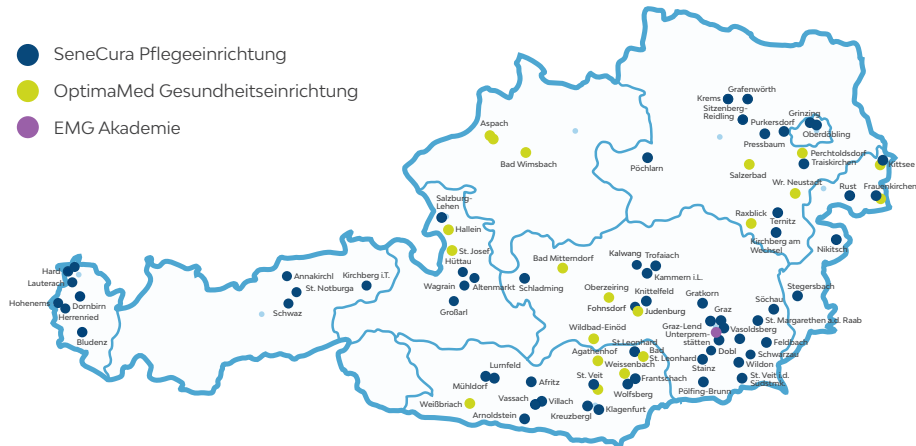 SeneCura Pflegeeinrichtung
OptimaMed Gesundheitseinrichtung
EMG Akademie
Grafenwörth
Krems
Sitzenberg-
Reidling
Grinzing
Purkersdorf
Oberdöbling
Pressbaum
Aspach
Bad Wimsbach
Pöchlarn
Perchtoldsdorf
Traiskirchen
Kittsee
Salzerbad
Wr. Neustadt
Rust
Frauenkirchen
Salzburg-
Lehen
Hallein
Raxblick
Ternitz
Kirchberg am
Wechsel
Nikitsch
St. Josef
Hüttau
Bad Mitterndorf
Kalwang
Trofaiach
Kammern i.L.
Hard
Lauterach
Annakirchl
Kirchberg i.T.
St. Notburga
Wagrain
Altenmarkt
Schladming
Hohenems
Dornbirn
Herrenried
Schwaz
Großarl
Oberzeiring
Knittelfeld
Fohnsdorf
Judenburg
Gratkorn
Stegersbach
Söchau
Graz
St. Margarethen a.d. Raab
Graz-Lend
Vasoldsberg
Unterprem-
stätten
Bludenz
Wildbad-Einöd
Feldbach
Agathenhof
St.Leonhard
Bad
St. Leonhard
Dobl
Schwarzau
Stainz
Wildon
Lurnfeld
Weissenbach
Mühldorf
Afritz
St. Veit
Frantschach
Wolfsberg
Pölfing-Brunn
St. Veit i.d.
Südstmk.
Weißbriach
Vassach
Villach
Arnoldstein
Kreuzbergl
Klagenfurt